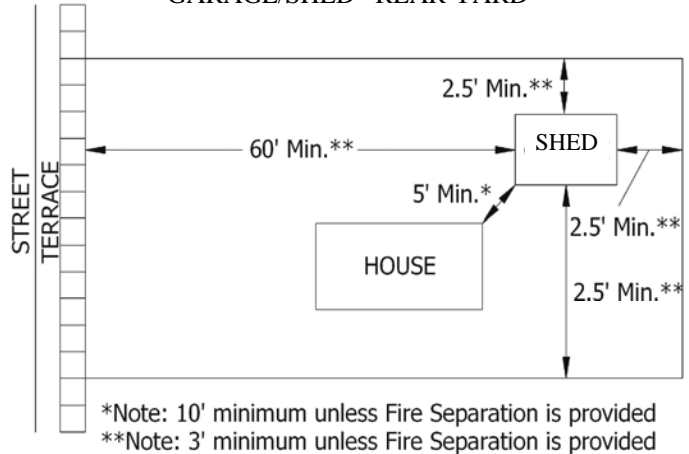 GARAGE/SHED - REAR YARD
2.5' Min.**
SHED
60' Min.**
STREET
TERRACE
5' Min.*
2.5' Min.**
HOUSE
2.5' Min.**
*Note: 10' minimum unless Fire Separation is provided
**Note: 3' minimum unless Fire Separation is provided